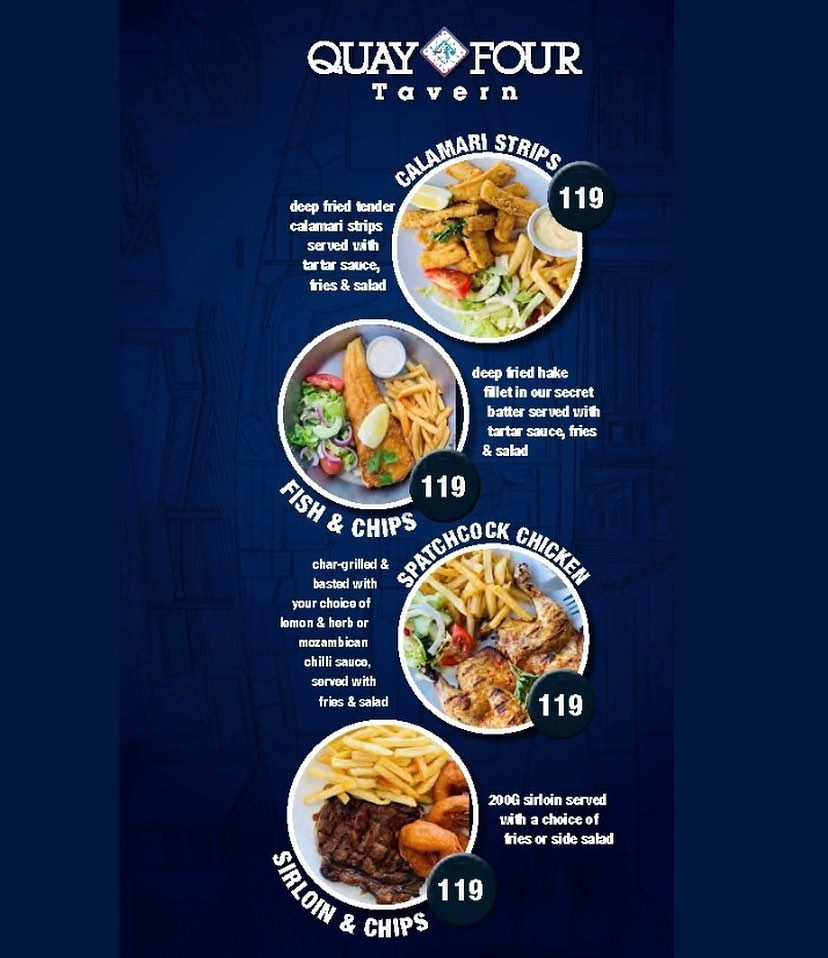 QUAY FOUR
Tavern
CALAMARI STRIPS
119
deep fried tender
calamari strips
served with
tartar sauce,
fries & salad
deep fried hake
fillet in our secret
batter served with
tartar sauce, fries
& salad
119
FISH & CHIPS
SPATCHCOCK CHICKEN
char-grilled &
basted with
your choice of
lemon & herb or
mozambican
chilli sauce,
served with
fries & salad
119
200G sirloin served
with a choice of
fries or side salad
119
SIRLOIN & CHIPS